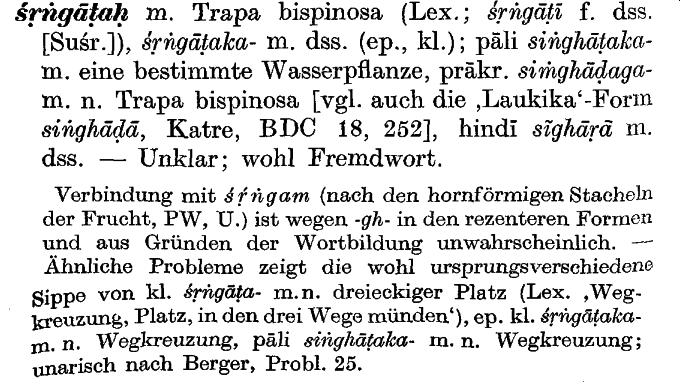 śṛṅgāṭaḥ m. Trapa bispinosa (Lex.; śṛṅgāṭī f. dss.
[Suśr.]), śṛṅgāṭaka- m. dss. (ep., kl.); pāli siṅghāṭaka-
m. eine bestimmte Wasserpflanze, prākr. siṁghāḍaga-
m. n. Trapa bispinosa [vgl. auch die ‚Laukika‘-Form
siṅghāḍā, Katre, BDC 18, 252], hindī sĩghāṛā m.
dss. — Unklar; wohl Fremdwort.
Verbindung mit śṛ́ṅgam (nach den hornförmigen Stacheln
der Frucht, PW, U.) ist wegen -gh- in den rezenteren Formen
und aus Gründen der Wortbildung unwahrscheinlich. —
Ähnliche Probleme zeigt die wohl ursprungsverschiedene
Sippe von kl. śṛṅgāṭa- m. n. dreieckiger Platz (Lex. ‚Weg-
kreuzung, Platz, in den drei Wege münden‘), ep. kl. śṛṅgāṭaka-
m. n. Wegkreuzung, pāli siṅghāṭaka- m. n. Wegkreuzung;
unarisch nach Berger, Probl. 25.